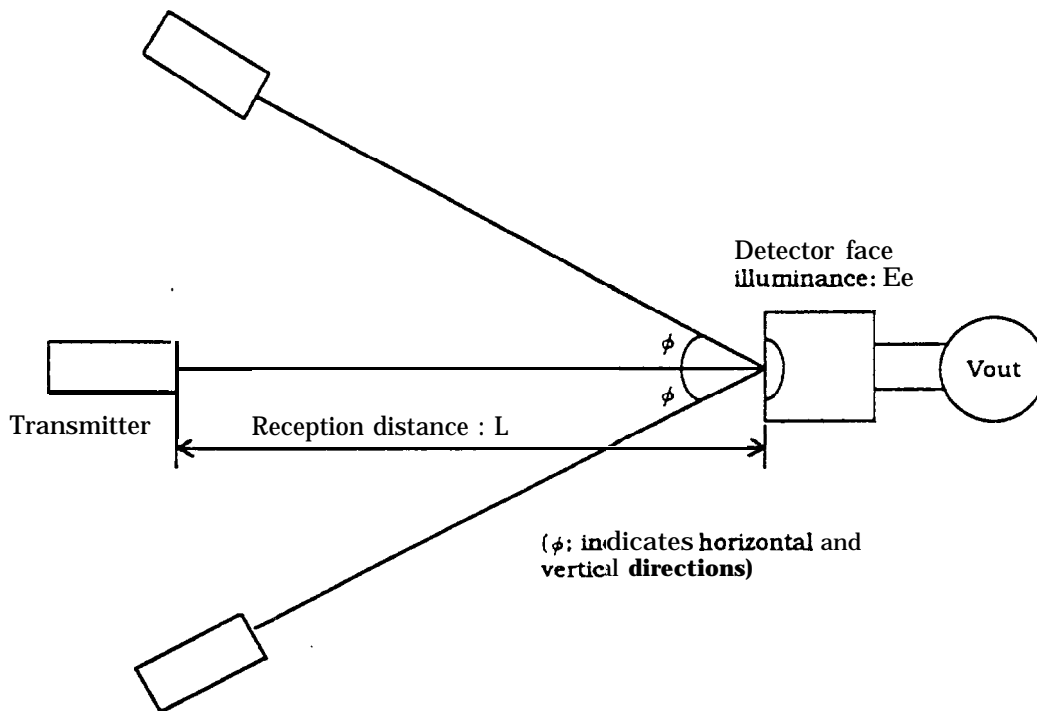 Detector face
illuminance: Ee
ϕ
ϕ
Vout
Transmitter
Reception distance : L
(ϕ: indicates horizontal and
vertical directions)